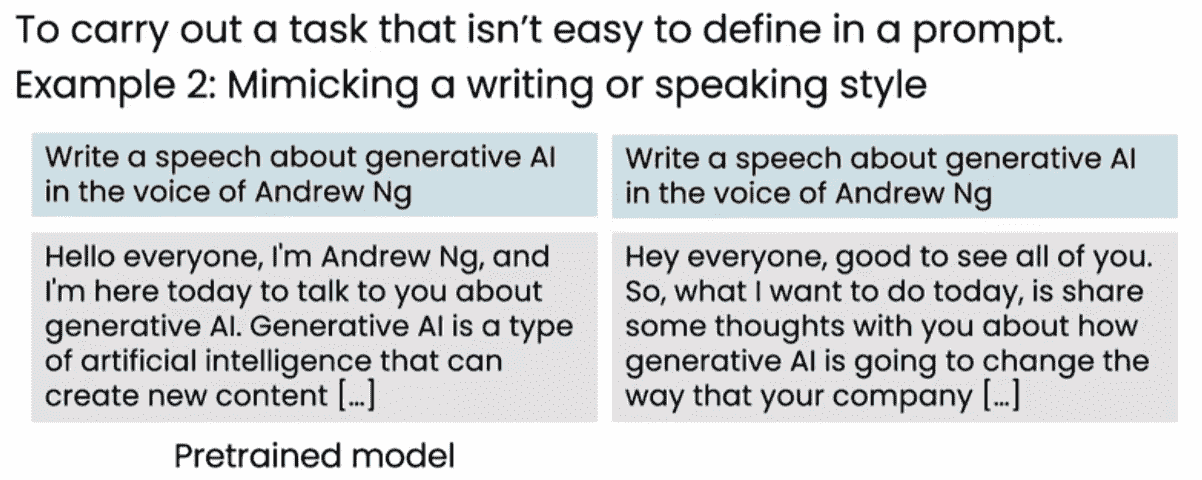 To carry out a task that isn't easy to define in a prompt.
Example 2: Mimicking a writing or speaking style
Write a speech about generative AI
in the voice of Andrew Ng
Hello everyone, I'm Andrew Ng, and
I'm here today to talk to you about
generative AI. Generative AI is a type
of artificial intelligence that can
create new content [...]
Pretrained model
Write a speech about generative AI
in the voice of Andrew Ng
Hey everyone, good to see all of you.
So, what I want to do today, is share
some thoughts with you about how
generative AI is going to change the
way that your company [...]